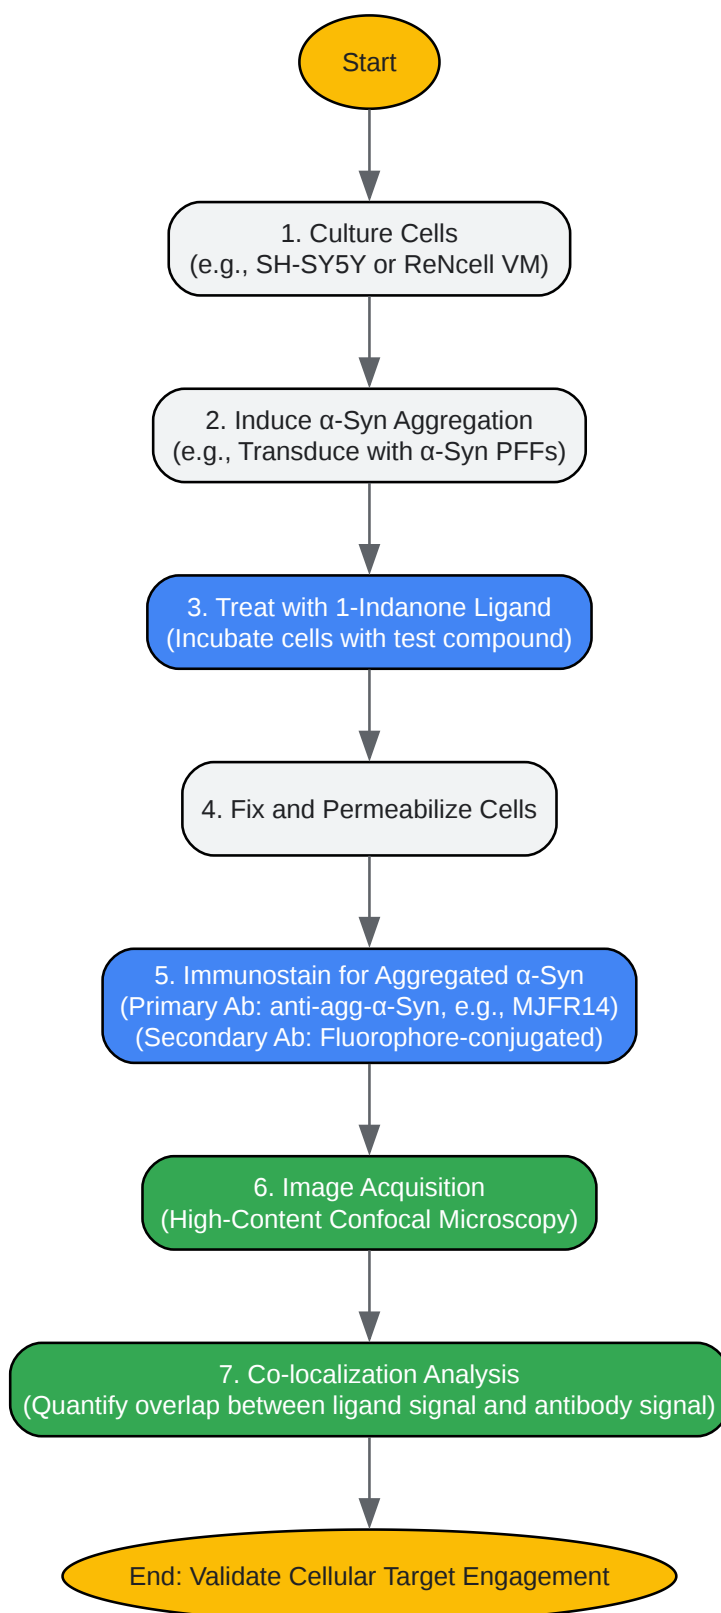 Start
1. Culture Cells
(e.g., SH-SY5Y or ReNcell VM)
2. Induce α-Syn Aggregation
(e.g., Transduce with α-Syn PFFs)
3. Treat with 1-Indanone Ligand
(Incubate cells with test compound)
4. Fix and Permeabilize Cells
5. Immunostain for Aggregated α-Syn
(Primary Ab: anti-agg-α-Syn, e.g., MJFR14)
(Secondary Ab: Fluorophore-conjugated)
6. Image Acquisition
(High-Content Confocal Microscopy)
7. Co-localization Analysis
(Quantify overlap between ligand signal and antibody signal)
End: Validate Cellular Target Engagement